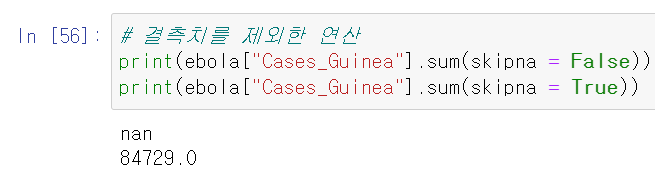 In [56]: # 결측치를 제외한 연산
print(ebola["Cases_Guinea"].sum(skipna = False))
print(ebola["Cases_Guinea"].sum(skipna = True))
nan
84729.0